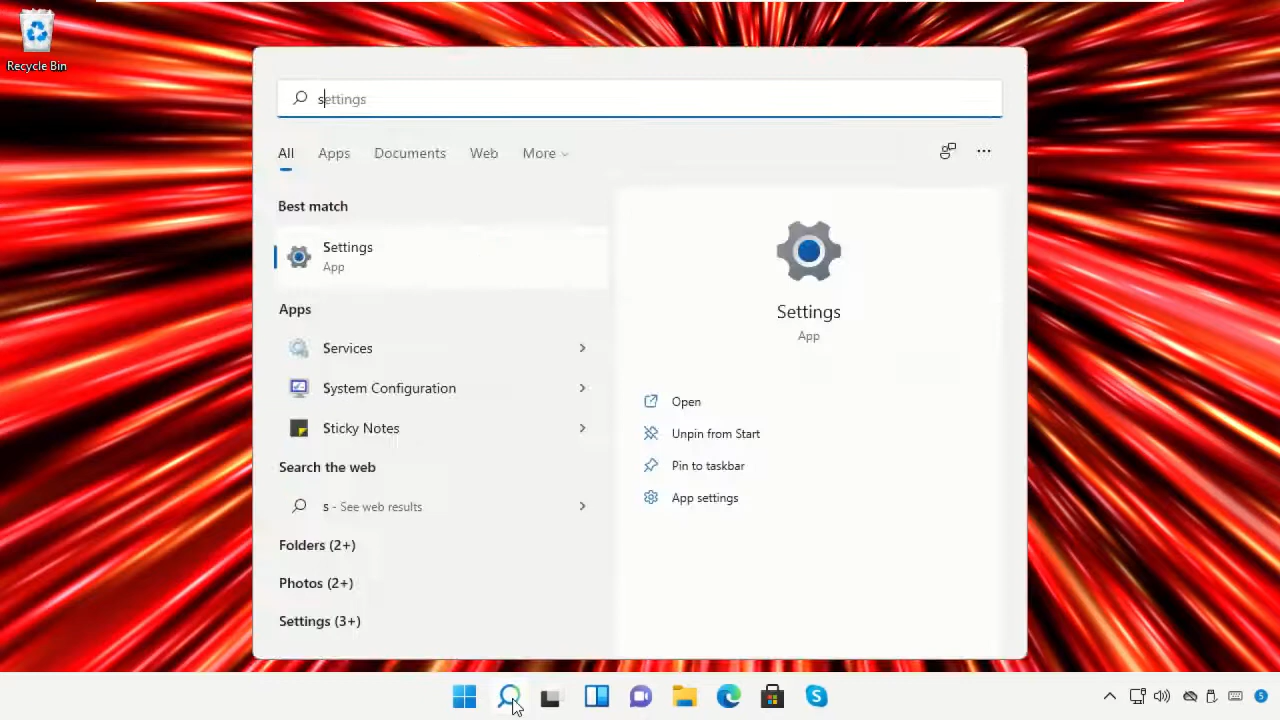 Recycle Bin
settings
All Apps Documents Web More
Best match
Settings
App
Apps
Services
System Configuration
Sticky Notes
Search the web
s - See web results
Folders (2+)
Photos (2+)
Settings (3+)
Settings
App
Open
Unpin from Start
Pin to taskbar
App settings
5